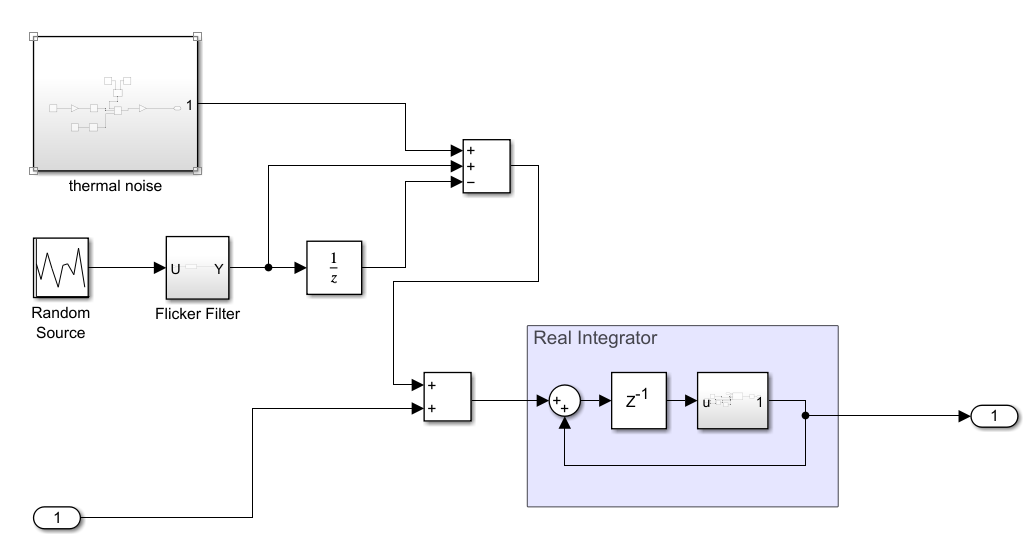 1
thermal noise
+
+
−
Random
Source
U Y
Flicker Filter
1
z
Real Integrator
+
+
+
+
z-1
u 1
1
1